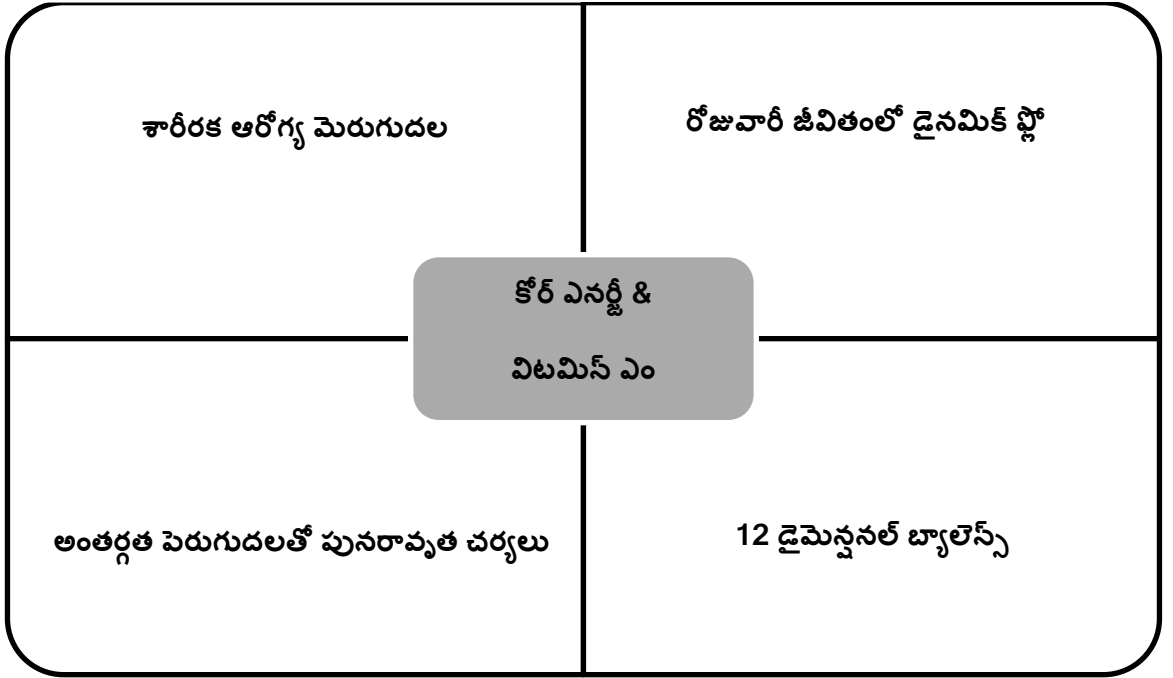 శారీరక ఆరోగ్య మెరుగుదల
రోజువారీ జీవితంలో డైనమిక్ ఫ్లో
కోర్ ఎనర్జీ &
విటమిస్ ఎం
అంతర్గత పెరుగుదలతో పునరావృత చర్యలు
12 డైమెన్షనల్ బ్యాలెన్స్